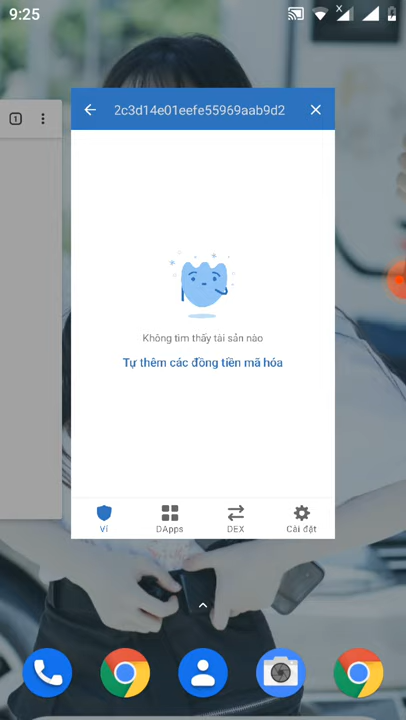 9:25
X
1
2c3d14e01eefe55969aab9d2
Không tìm thấy tài sản nào
Tự thêm các đồng tiền mã hóa
Ví
DApps
DEX
Cài đặt